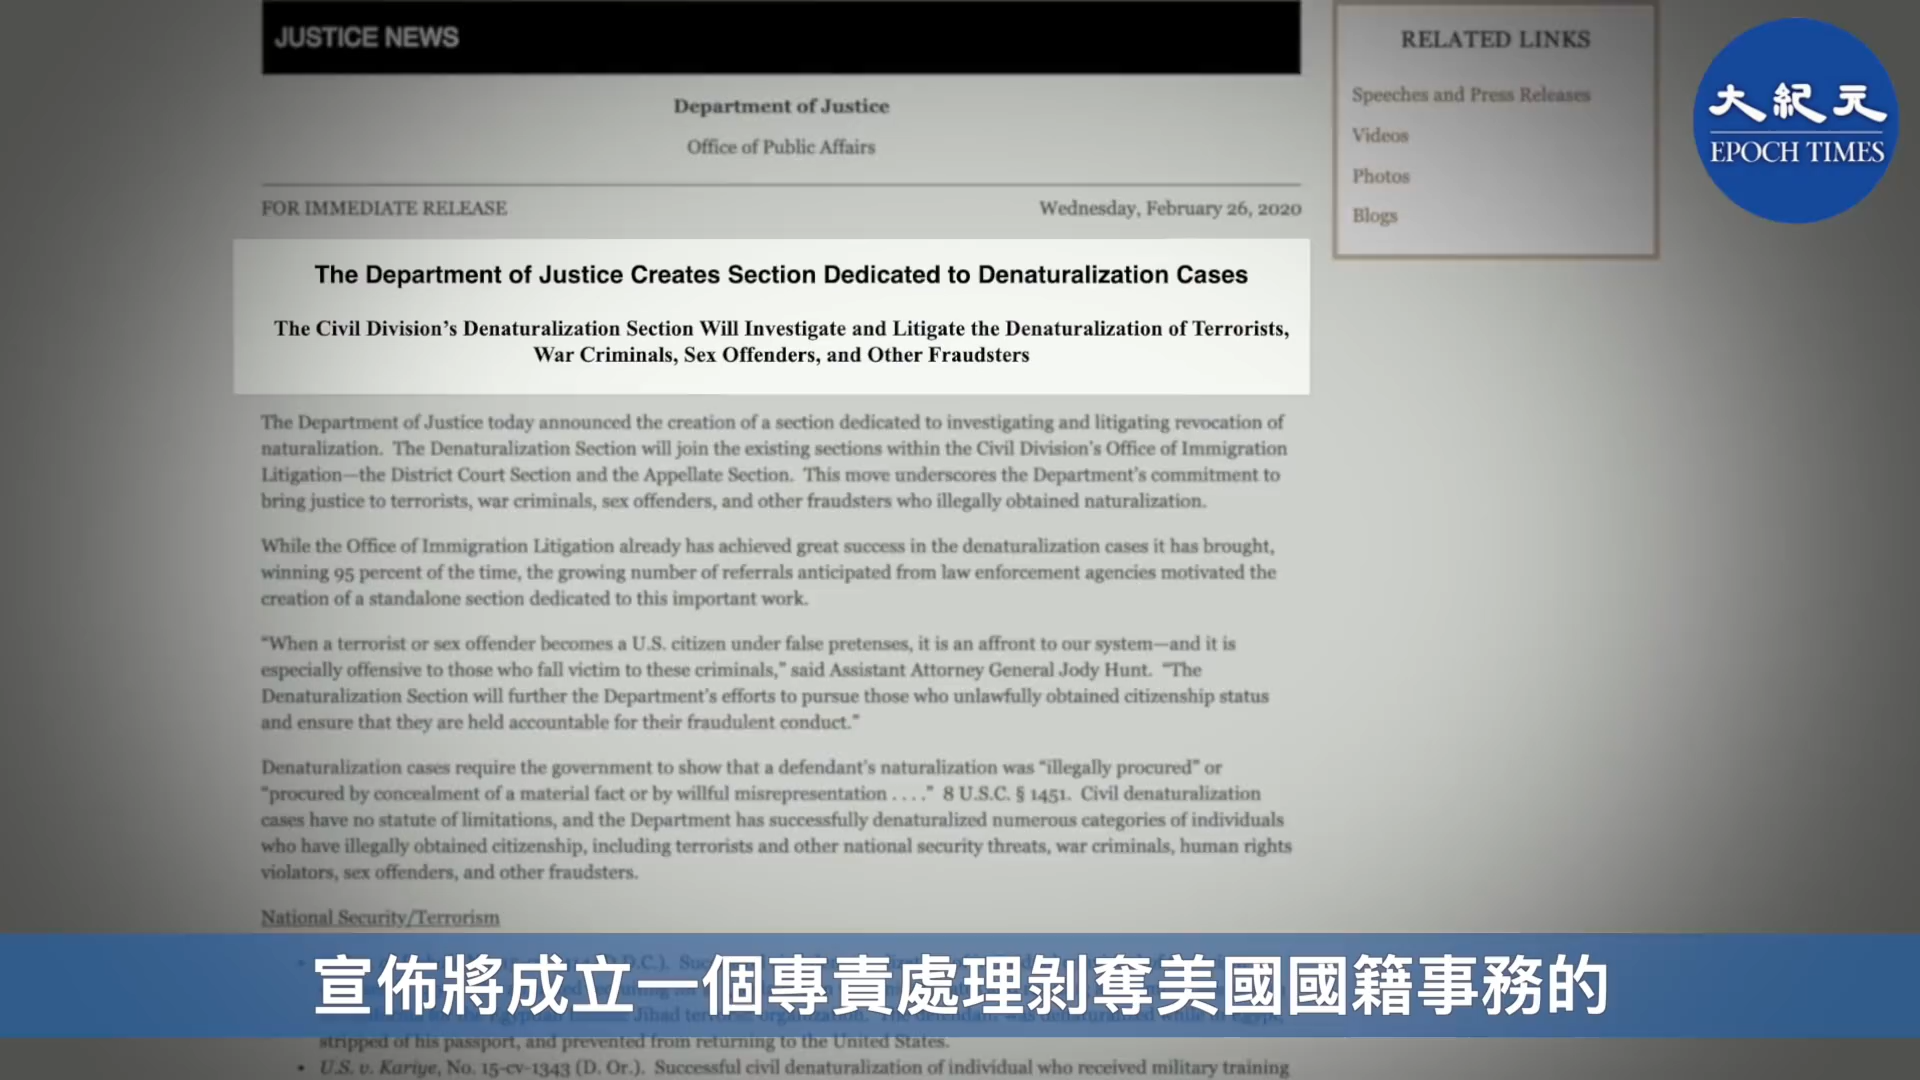 JUSTICE NEWS
Department of Justice
Office of Public Affairs
FOR IMMEDIATE RELEASE
Wednesday, February 26, 2020
The Department of Justice Creates Section Dedicated to Denaturalization Cases
The Civil Division’s Denaturalization Section Will Investigate and Litigate the Denaturalization of Terrorists,
War Criminals, Sex Offenders, and Other Fraudsters
The Department of Justice today announced the creation of a section dedicated to investigating and litigating revocation of
naturalization.  The Denaturalization Section will join the existing sections within the Civil Division’s Office of Immigration
Litigation—the District Court Section and the Appellate Section.  This move underscores the Department’s commitment to
bring justice to terrorists, war criminals, sex offenders, and other fraudsters who illegally obtained naturalization.
While the Office of Immigration Litigation already has achieved great success in the denaturalization cases it has brought,
winning 95 percent of the time, the growing number of referrals anticipated from law enforcement agencies motivated the
creation of a standalone section dedicated to this important work.
“When a terrorist or sex offender becomes a U.S. citizen under false pretenses, it is an affront to our system—and it is
especially offensive to those who fall victim to these criminals,” said Assistant Attorney General Jody Hunt.  “The
Denaturalization Section will further the Department’s efforts to pursue those who unlawfully obtained citizenship status
and ensure that they are held accountable for their fraudulent conduct.”
Denaturalization cases require the government to show that a defendant’s naturalization was “illegally procured” or
“procured by concealment of a material fact or by willful misrepresentation . . . .”  8 U.S.C. § 1451.  Civil denaturalization
cases have no statute of limitations, and the Department has successfully denaturalized numerous categories of individuals
who have illegally obtained citizenship, including terrorists and other national security threats, war criminals, human rights
violators, sex offenders, and other fraudsters.
National Security/Terrorism
stripped of his passport, and prevented from returning to the United States.
• U.S. v. Kariye, No. 15-cv-1343 (D. Or.).  Successful civil denaturalization of individual who received military training
RELATED LINKS
Speeches and Press Releases
Videos
Photos
Blogs
大紀元
EPOCH TIMES
宣佈將成立一個專責處理剝奪美國國籍事務的